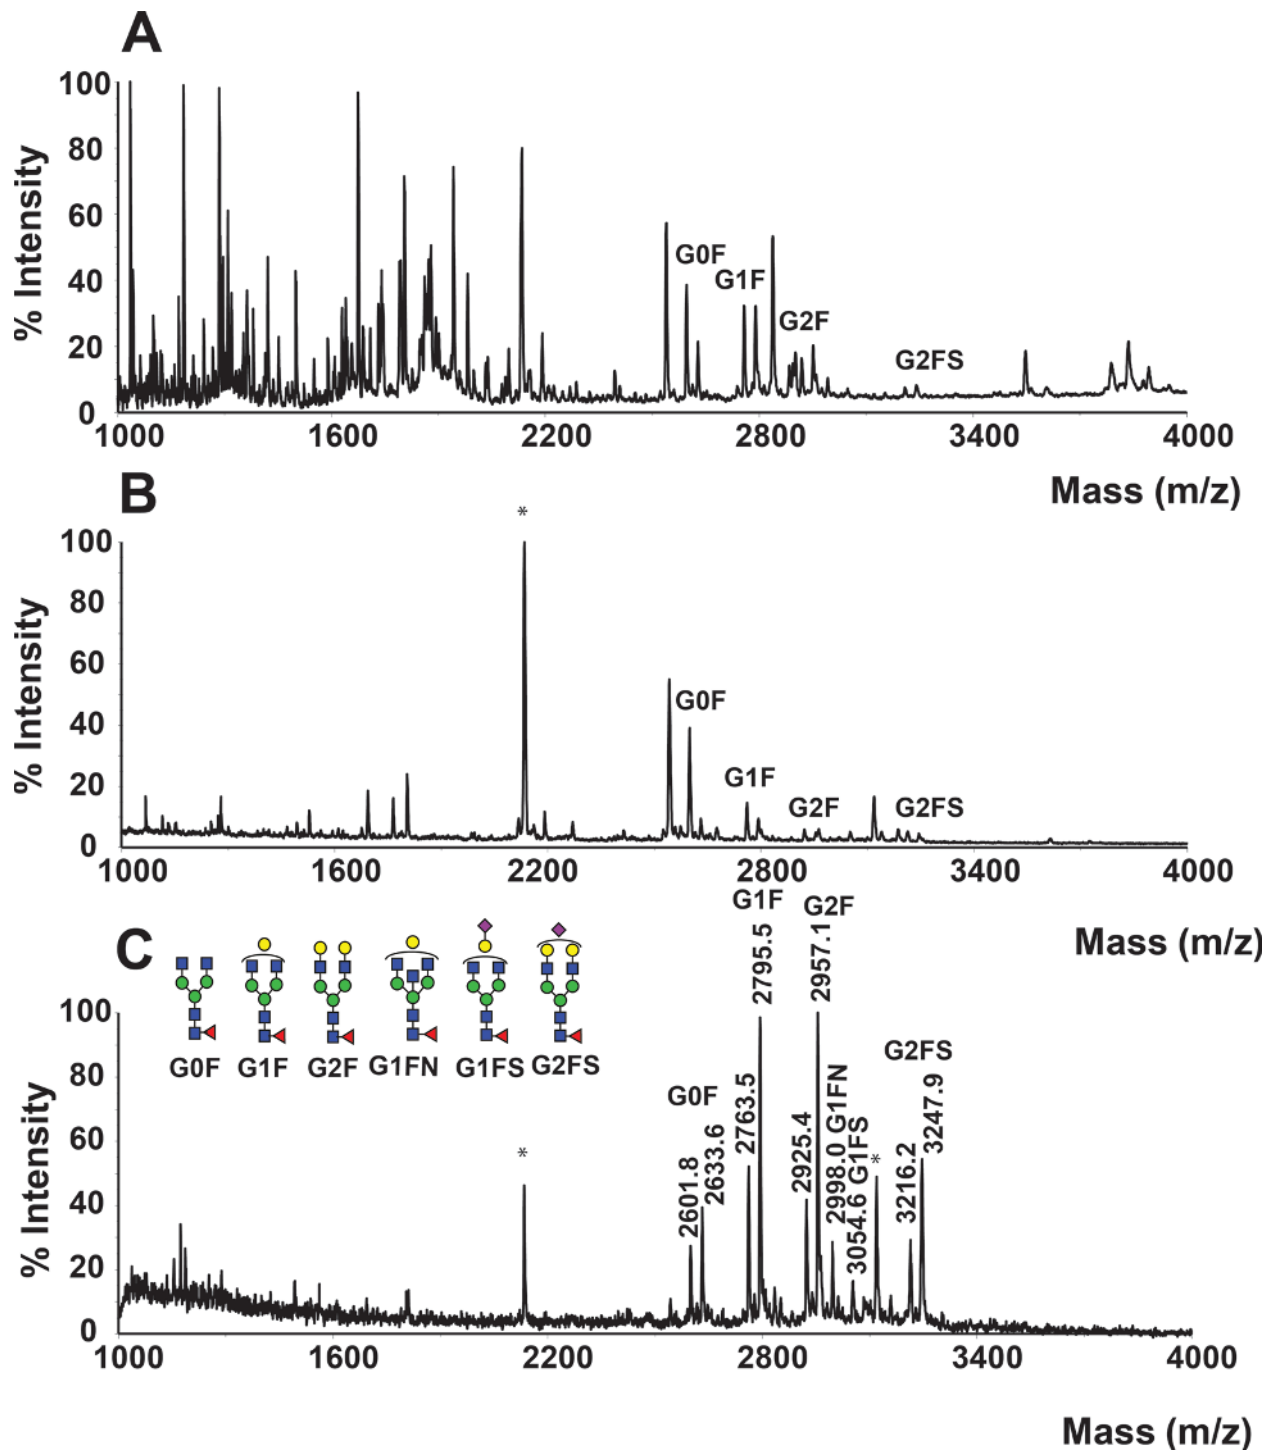 A
% Intensity
100
80
60
40
20
0
G0F
G1F
G2F
G2FS
1000 1600 2200 2800 3400 4000
Mass (m/z)
B
% Intensity
*
100
80
60
40
20
0
G0F
G1F
G2F
G2FS
1000 1600 2200 2800 3400 4000
Mass (m/z)
C
% Intensity
100
80
60
40
20
0
G0F G1F G2F G1FN G1FS G2FS
*
G0F
2601.8
2633.6
2763.5
G1F
2795.5
2925.4
G2F
2957.1
2998.0 G1FN
3054.6 G1FS
*
3216.2
G2FS
3247.9
1000 1600 2200 2800 3400 4000
Mass (m/z)